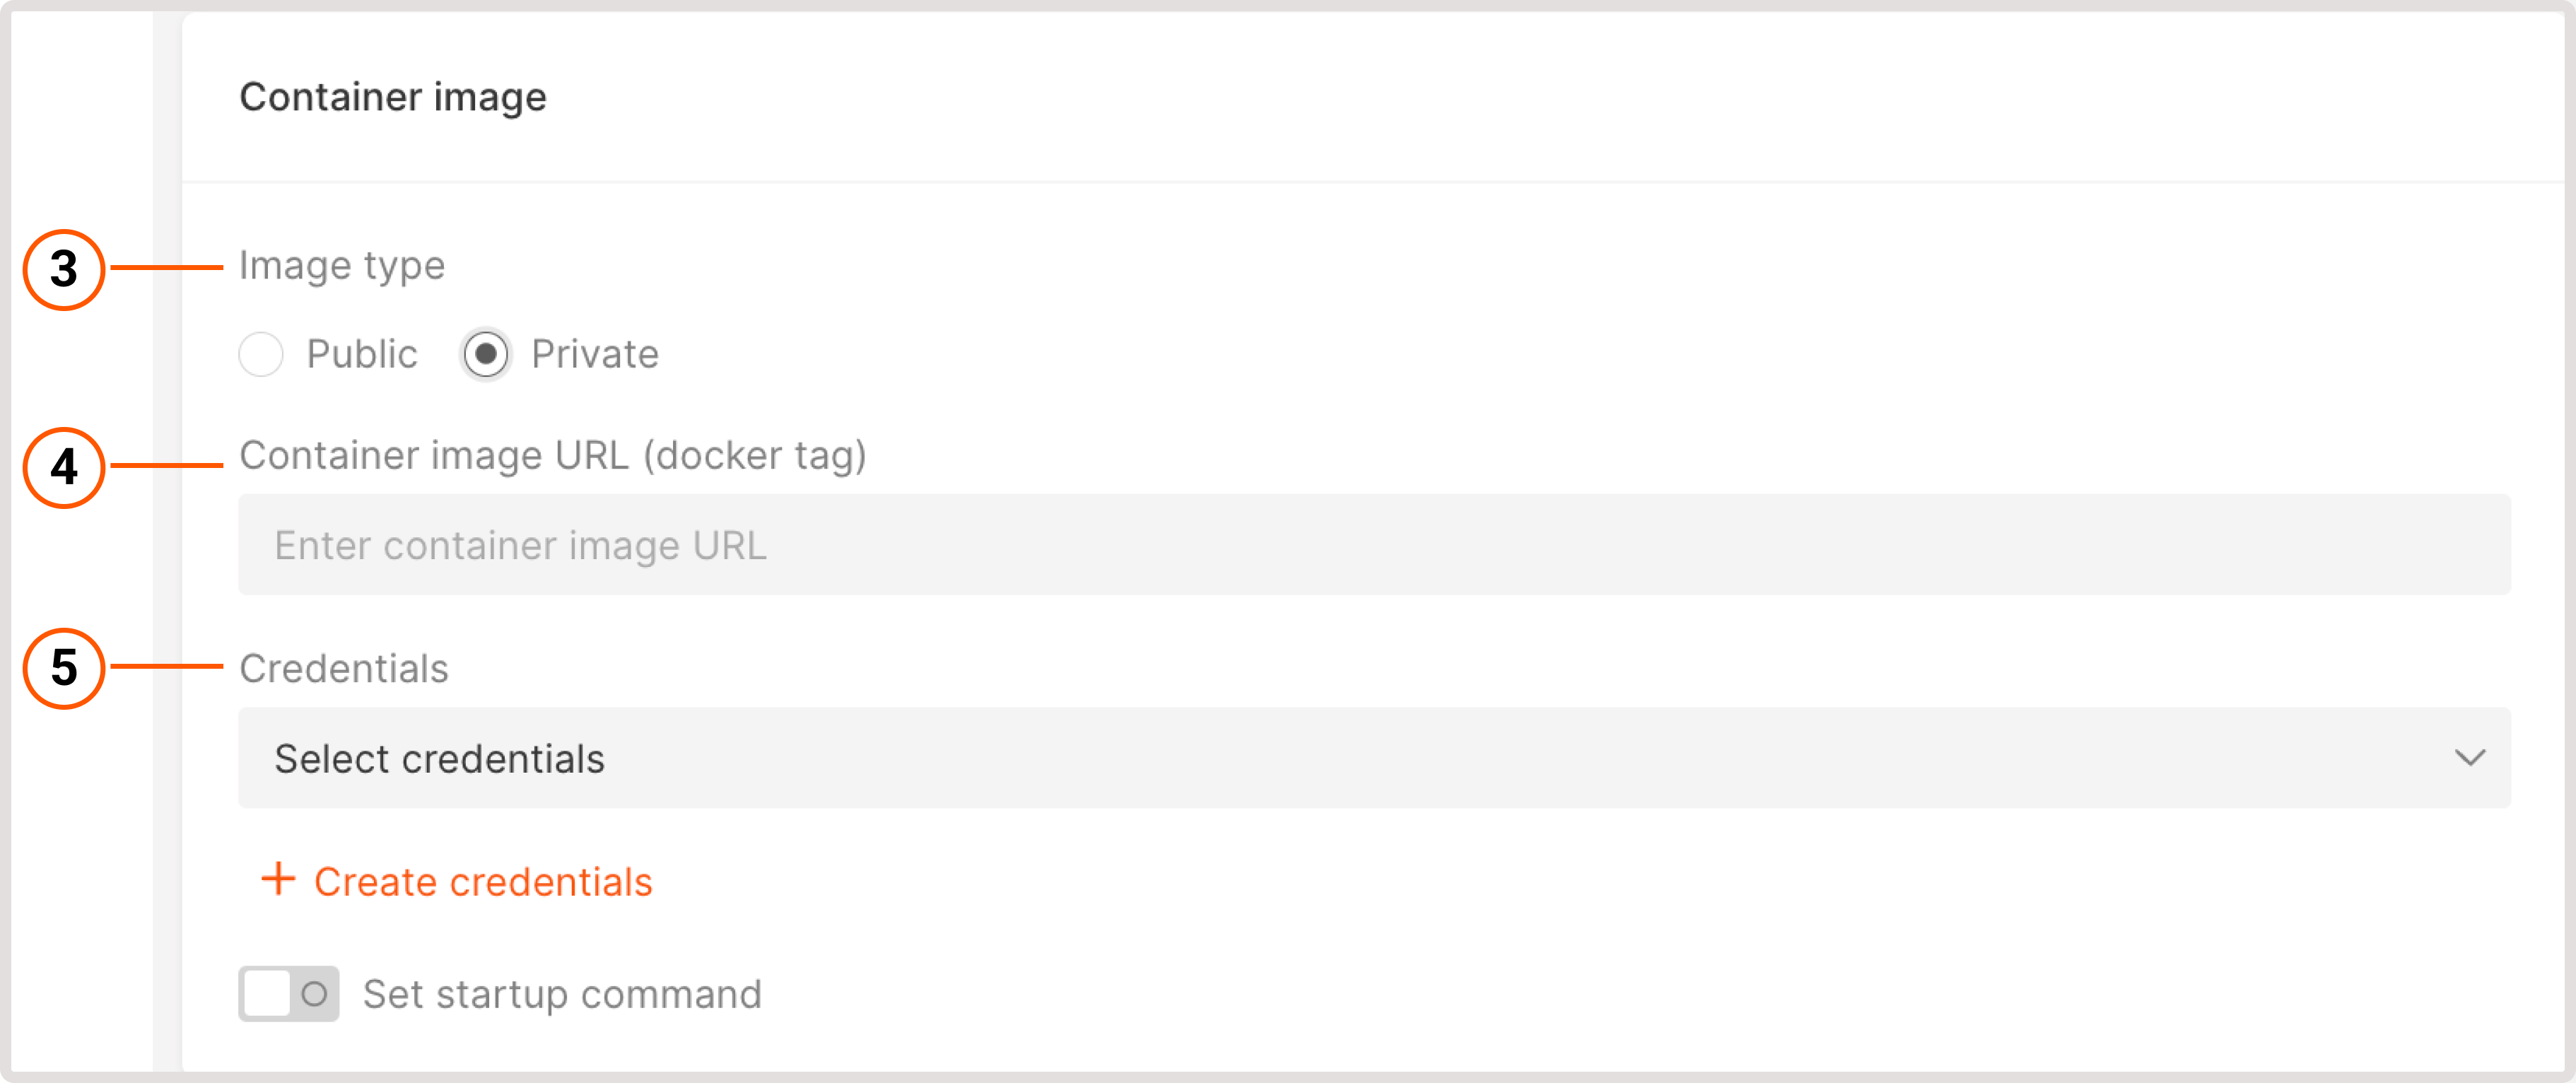 Container image
3 Image type
Public Private
4 Container image URL (docker tag)
Enter container image URL
5 Credentials
Select credentials
+ Create credentials
Set startup command